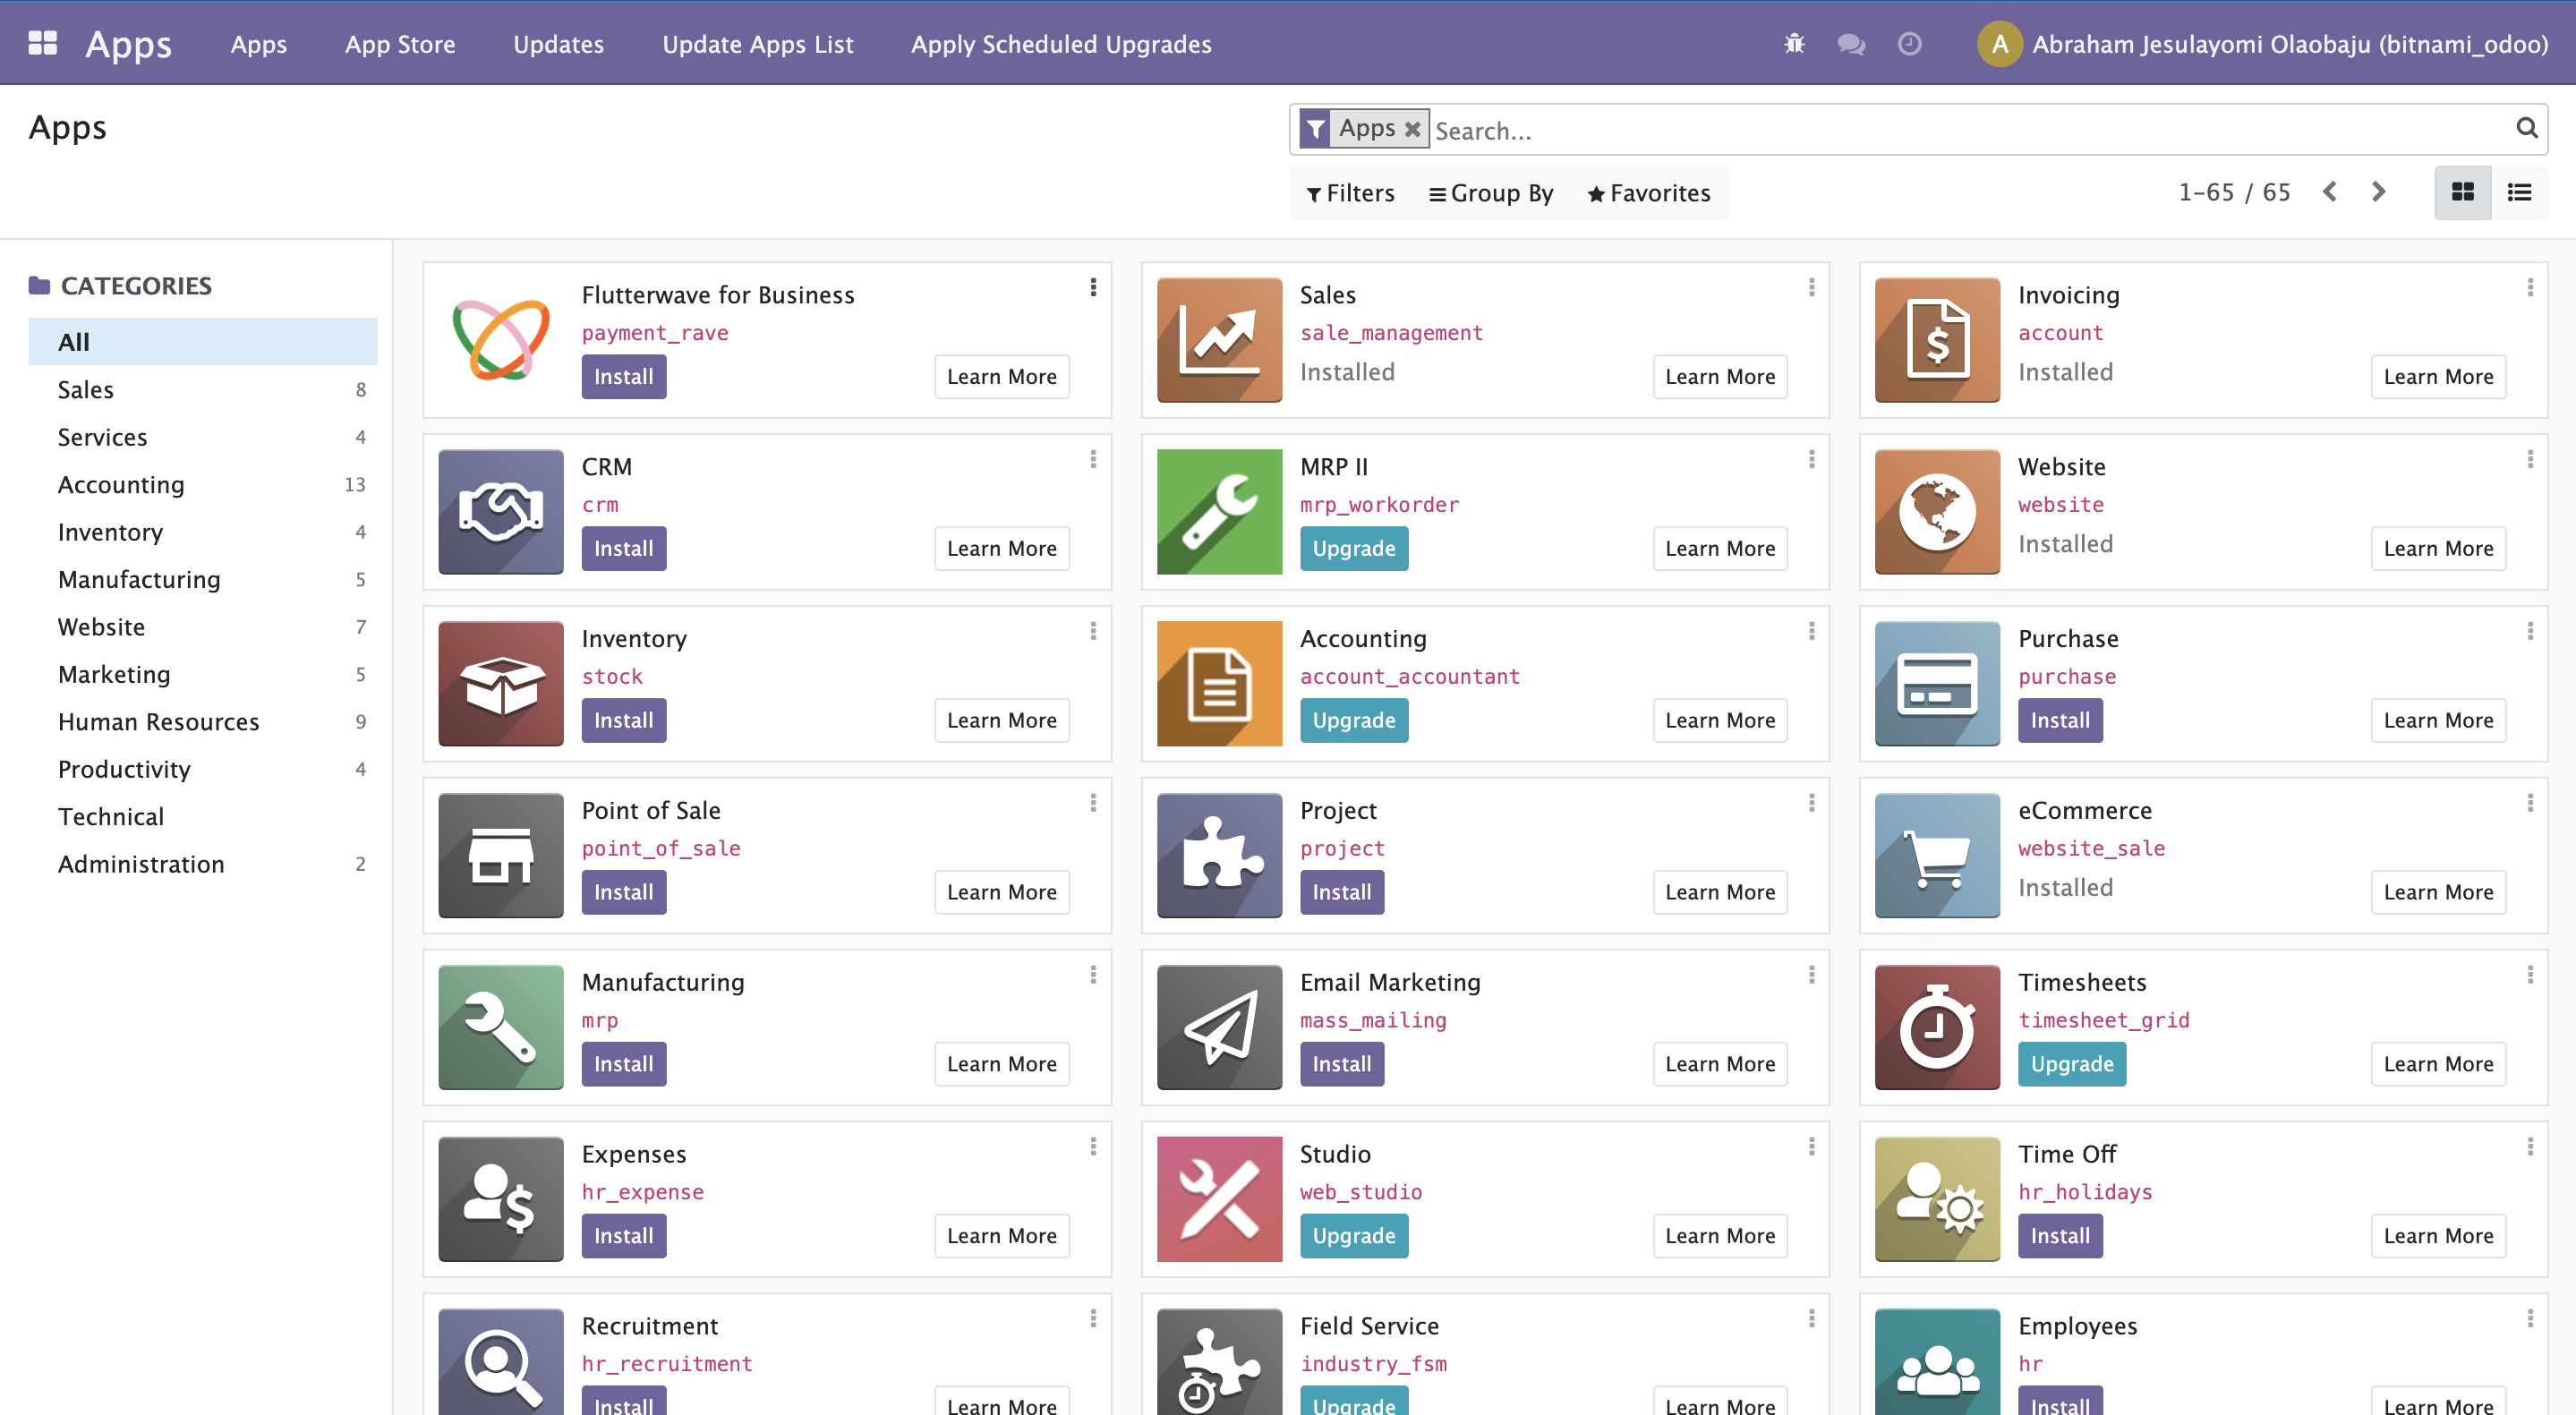 Apps
Apps
App Store
Updates
Update Apps List
Apply Scheduled Upgrades
A
Abraham Jesulayomi Olaobaju (bitnami_odoo)
Apps
Apps
Search...
Filters
Group By
Favorites
1-65 / 65
CATEGORIES
All
Sales 8
Services 4
Accounting 13
Inventory 4
Manufacturing 5
Website 7
Marketing 5
Human Resources 9
Productivity 4
Technical
Administration 2
Flutterwave for Business
payment_rave
Install
Learn More
Sales
sale_management
Installed
Learn More
Invoicing
account
Installed
Learn More
CRM
crm
Install
Learn More
MRP II
mrp_workorder
Upgrade
Learn More
Website
website
Installed
Learn More
Inventory
stock
Install
Learn More
Accounting
account_accountant
Upgrade
Learn More
Purchase
purchase
Install
Learn More
Point of Sale
point_of_sale
Install
Learn More
Project
project
Install
Learn More
eCommerce
website_sale
Installed
Learn More
Manufacturing
mrp
Install
Learn More
Email Marketing
mass_mailing
Install
Learn More
Timesheets
timesheet_grid
Upgrade
Learn More
Expenses
hr_expense
Install
Learn More
Studio
web_studio
Upgrade
Learn More
Time Off
hr_holidays
Install
Learn More
Recruitment
hr_recruitment
Install
Learn More
Field Service
industry_fsm
Upgrade
Learn More
Employees
hr
Install
Learn More